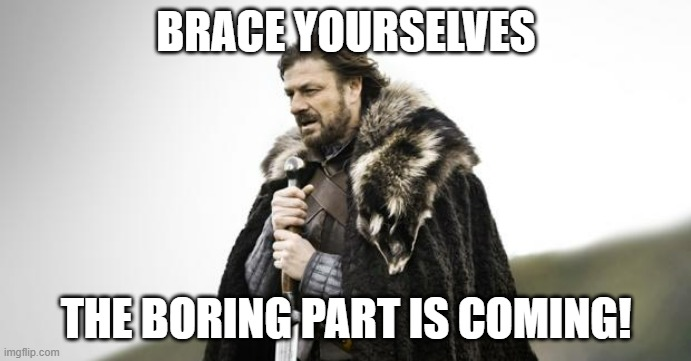 BRACE YOURSELVES
THE BORING PART IS COMING!
imgflip.com